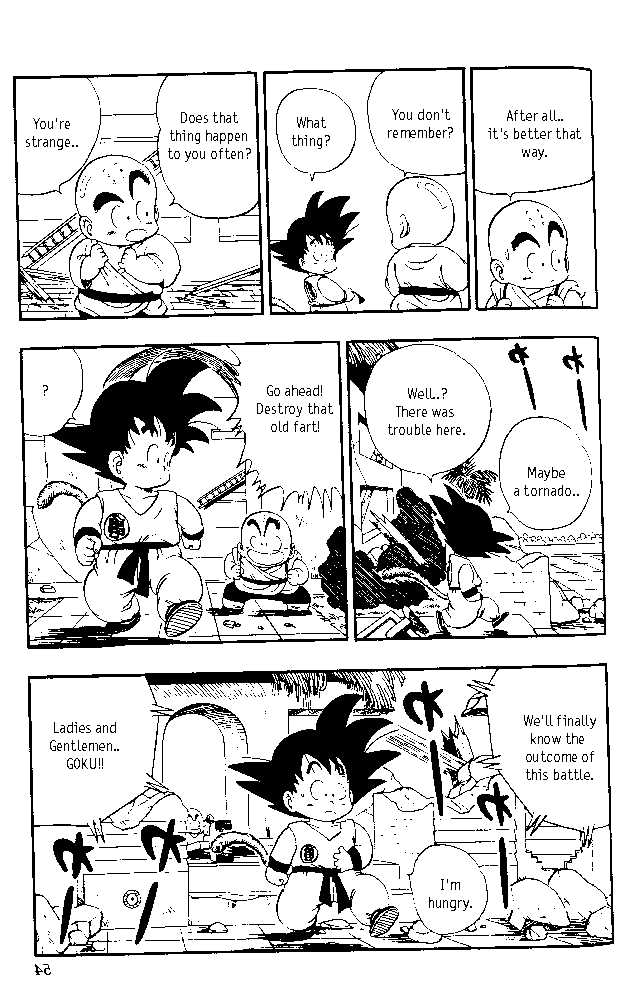 You're
strange..
Does that
thing happen
to you often?
What
thing?
You don't
remember?
After all..
it's better that
way.
?
Go ahead!
Destroy that
old fart!
Well..?
There was
trouble here.
Maybe
a tornado..
Ladies and
Gentlemen..
GOKU!!
We'll finally
know the
outcome of
this battle.
I'm
hungry.
54